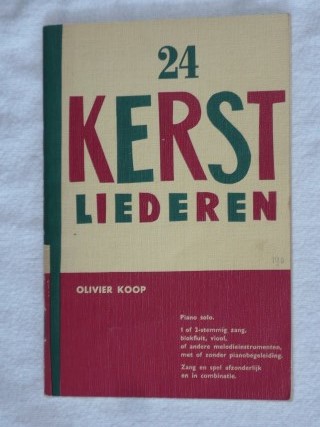 24
KERST
LIEDEREN
OLIVIER KOOP
Piano solo.
1 of 2-stemmig zang,
blokfluit, viool,
of andere melodieinstrumenten,
met of zonder pianobegeleiding.
Zang en spel afzonderlijk
en in combinatie.